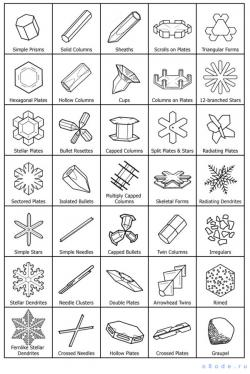 Simple Prisms
Solid Columns
Sheaths
Scrolls on Plates
Triangular Forms
Hexagonal Plates
Hollow Columns
Cups
Columns on Plates
12-branched Stars
Stellar Plates
Bullet Rosettes
Capped Columns
Split Plates & Stars
Radiating Plates
Sectored Plates
Isolated Bullets
Multiply Capped
Columns
Skeletal Forms
Radiating Dendrites
Simple Stars
Simple Needles
Capped Bullets
Twin Columns
Irregulars
Stellar Dendrites
Needle Clusters
Double Plates
Arrowhead Twins
Rimed
Fernlike Stellar
Dendrites
Crossed Needles
Hollow Plates
Crossed Plates
Graupel